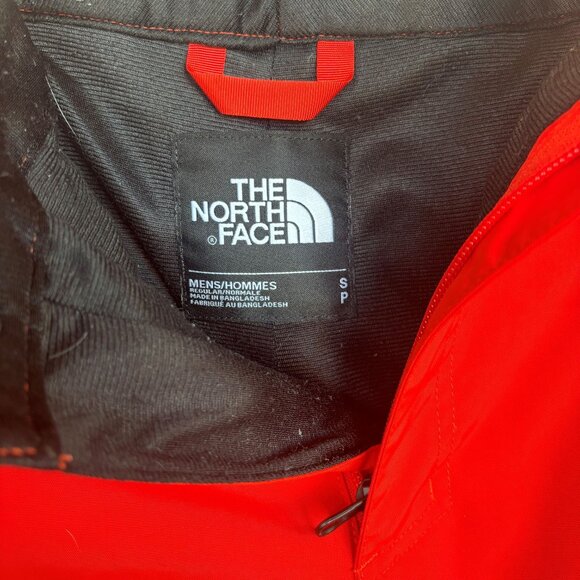 THE
NORTH
® FACE
MENS/HOMMES S
REGULAR/NORMALE P
MADE IN BANGLADESH
FABRIQUÉ AU BANGLADESH